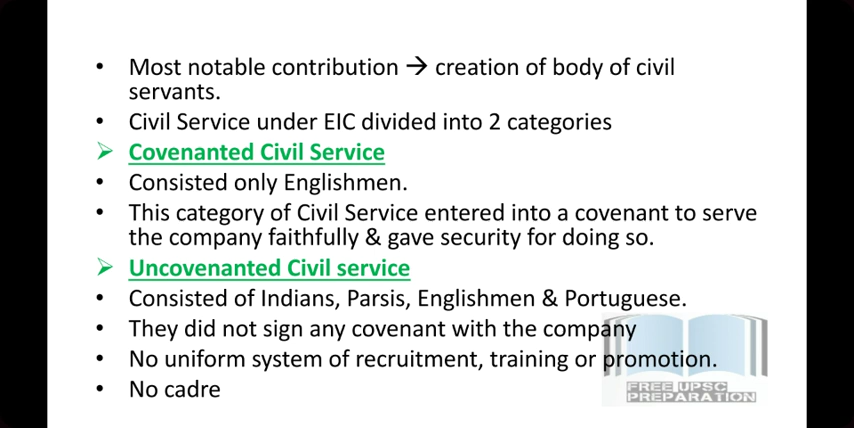 • Most notable contribution → creation of body of civil
servants.
• Civil Service under EIC divided into 2 categories
➢ Covenanted Civil Service
• Consisted only Englishmen.
• This category of Civil Service entered into a covenant to serve
the company faithfully & gave security for doing so.
➢ Uncovenanted Civil service
• Consisted of Indians, Parsis, Englishmen & Portuguese.
• They did not sign any covenant with the company
• No uniform system of recruitment, training or promotion.
• No cadre
FREE UPSC
PREPARATION